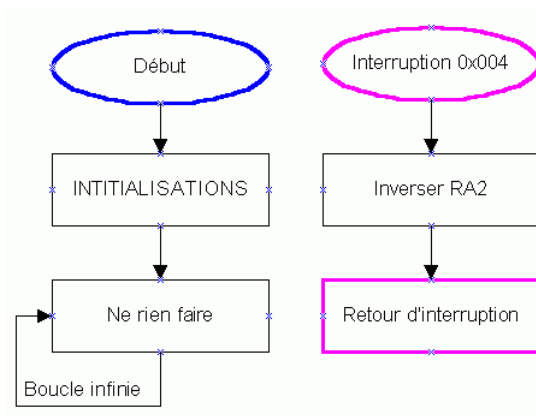 Début
INTITIALISATIONS
Ne rien faire
Boucle infinie
Interruption 0x004
Inverser RA2
Retour d'interruption